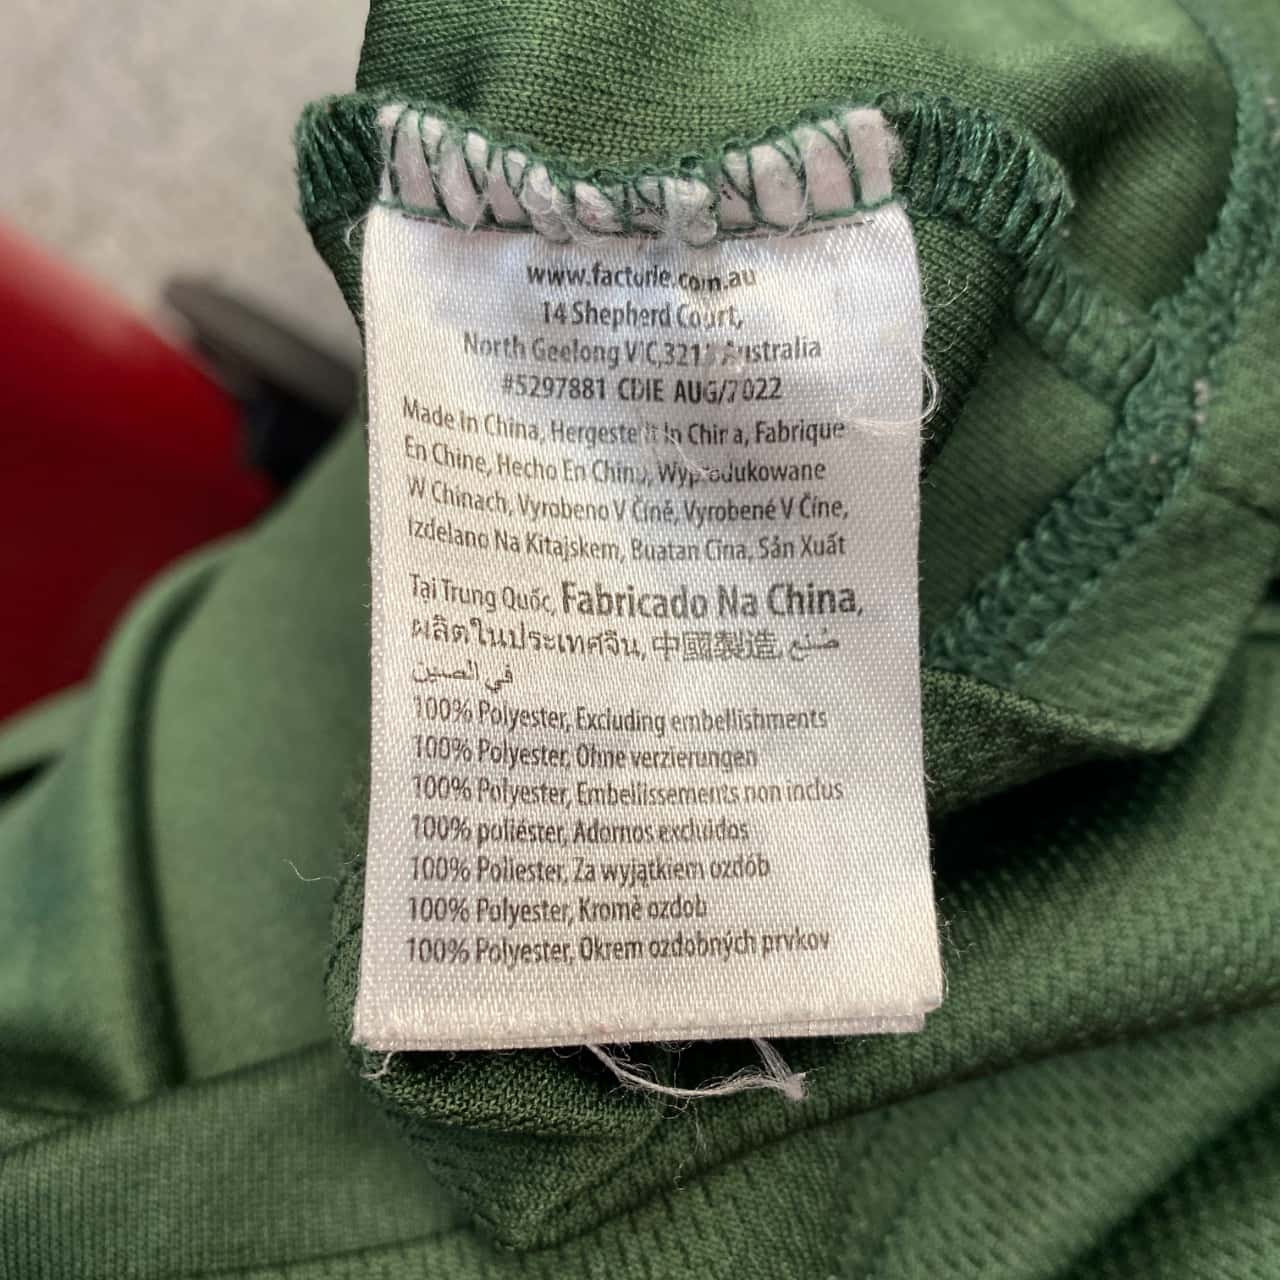 www.factorie.com.au
14 Shepherd Court,
North Geelong VIC, Australia
#5297881 CDIE AUG/2022
Made In China, Hergestellt In China, Fabrique
En Chine, Hecho En China, Wyprodukowane
W Chinach, Vyrobeno V Číně, Vyrobené V Číne,
Izdelano Na Kitajskem, Buatan Cina, Sản Xuất
Tại Trung Quốc, Fabricado Na China,
ผลิตในประเทศจีน, 中國製造, صُنع
في الصين
100% Polyester, Excluding embellishments
100% Polyester, Ohne verzierungen
100% Polyester, Embellissements non inclus
100% poliéster, Adornos excluidos
100% Poliester, Za wyjątkiem ozdób
100% Polyester, Kromě ozdob
100% Polyester, Okrem ozdobných prvkov